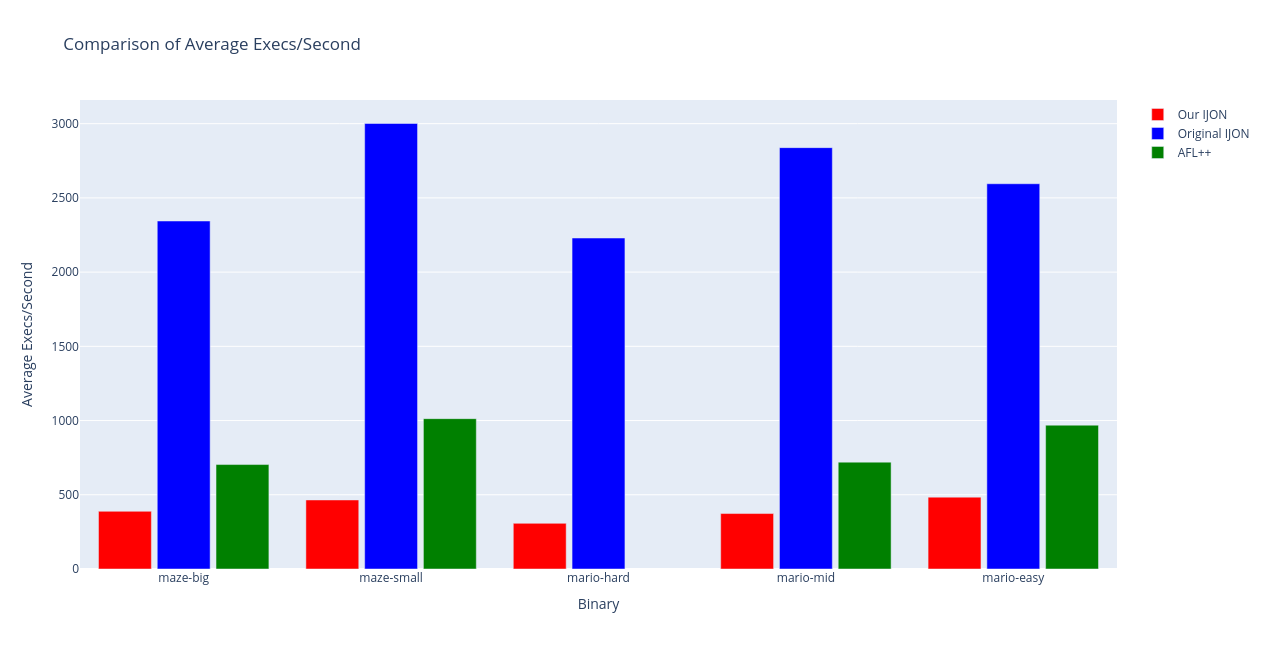 Comparison of Average Execs/Second
Our IJON
Original IJON
AFL++
3000
2500
2000
1500
1000
500
0
Average Execs/Second
maze-big
maze-small
mario-hard
mario-mid
mario-easy
Binary